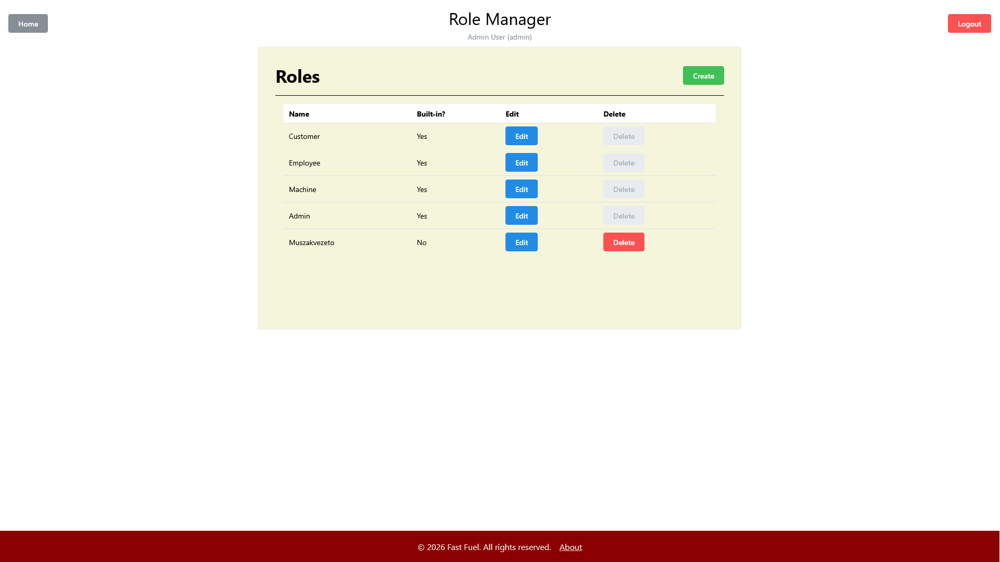 Home
Role Manager
Logout
Admin User (admin)
Roles
Create
Name Built-in? Edit Delete
Customer Yes Edit Delete
Employee Yes Edit Delete
Machine Yes Edit Delete
Admin Yes Edit Delete
Muszakvezeto No Edit Delete
© 2026 Fast Fuel. All rights reserved. About